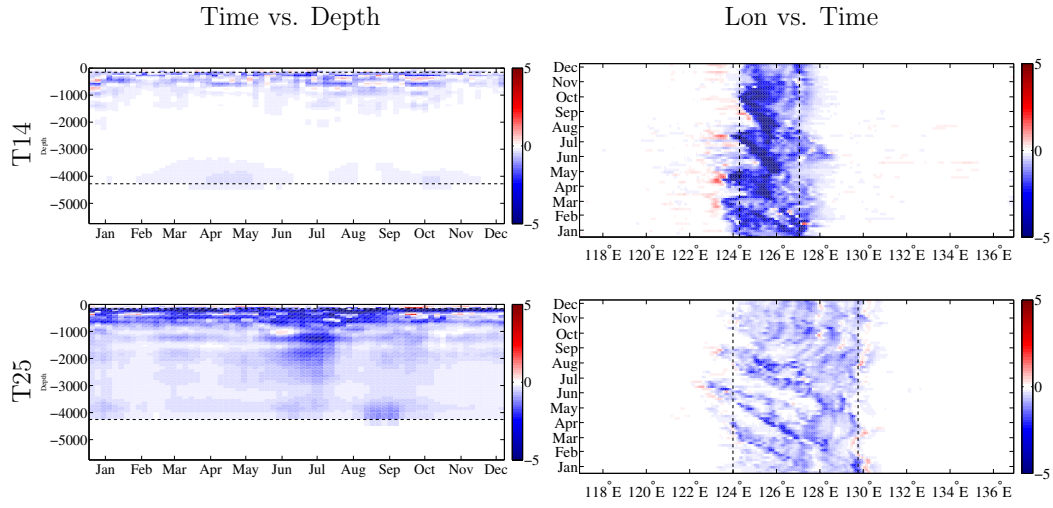 Time vs. Depth
Lon vs. Time
T14
Depth
0
−1000
−2000
−3000
−4000
−5000
Jan Feb Mar Apr May Jun Jul Aug Sep Oct Nov Dec
5
0
−5
Dec
Nov
Oct
Sep
Aug
Jul
Jun
May
Apr
Mar
Feb
Jan
118°E 120°E 122°E 124°E 126°E 128°E 130°E 132°E 134°E 136°E
5
0
−5
T25
Depth
0
−1000
−2000
−3000
−4000
−5000
Jan Feb Mar Apr May Jun Jul Aug Sep Oct Nov Dec
5
0
−5
Dec
Nov
Oct
Sep
Aug
Jul
Jun
May
Apr
Mar
Feb
Jan
118°E 120°E 122°E 124°E 126°E 128°E 130°E 132°E 134°E 136°E
5
0
−5